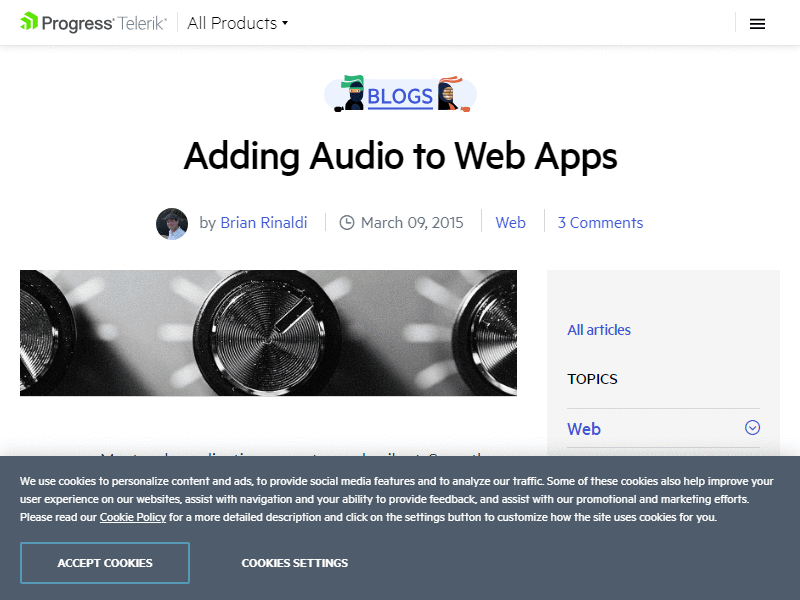 Progress Telerik
All Products
BLOGS
Adding Audio to Web Apps
by Brian Rinaldi
March 09, 2015
Web
3 Comments
All articles
TOPICS
Web
We use cookies to personalize content and ads, to provide social media features and to analyze our traffic. Some of these cookies also help improve your
user experience on our websites, assist with navigation and your ability to provide feedback, and assist with our promotional and marketing efforts.
Please read our Cookie Policy for a more detailed description and click on the settings button to customize how the site uses cookies for you.
ACCEPT COOKIES
COOKIES SETTINGS